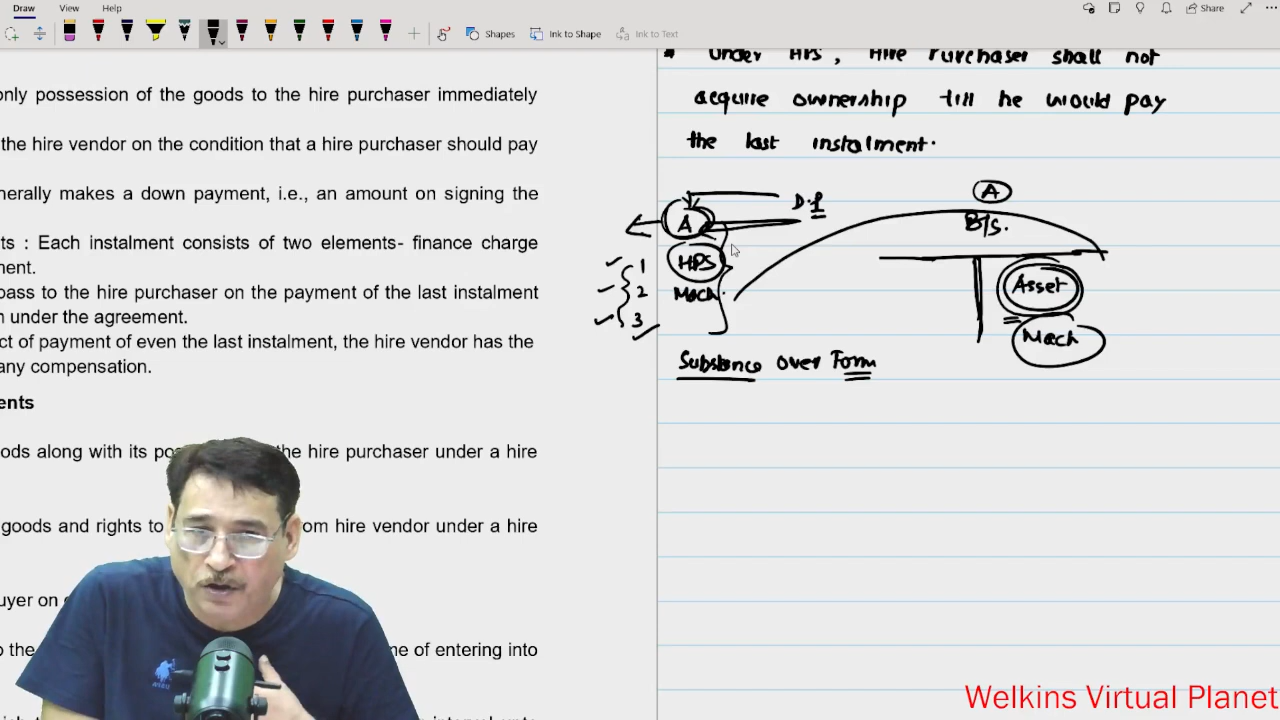 Draw View Help
Share
Shapes Ink to Shape Ink to Text
only possession of the goods to the hire purchaser immediately
the hire vendor on the condition that a hire purchaser should pay
nerally makes a down payment, i.e., an amount on signing the
ts : Each instalment consists of two elements- finance charge
ment.
pass to the hire purchaser on the payment of the last instalment
n under the agreement.
ct of payment of even the last instalment, the hire vendor has the
any compensation.
ents
ods along with its the hire purchaser under a hire
goods and rights to om hire vendor under a hire
uyer on
o the me of entering into
under HPS, Hire Purchaser shall not
acquire ownership till he would pay
the last instalment.
A D.P
HPS
Mach.
1
2
3
A
B/S.
Asset
Mach
Substance over Form
Welkins Virtual Planet